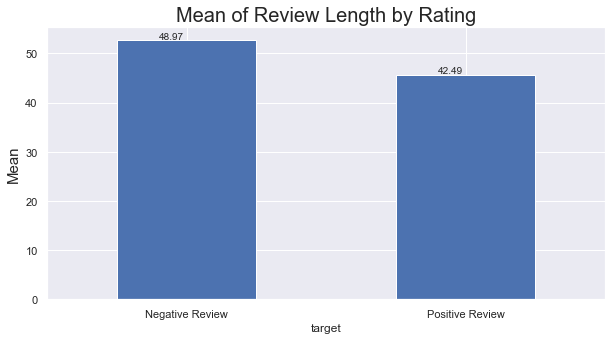 Mean of Review Length by Rating
Mean
50
40
30
20
10
0
48.97
42.49
Negative Review
Positive Review
target